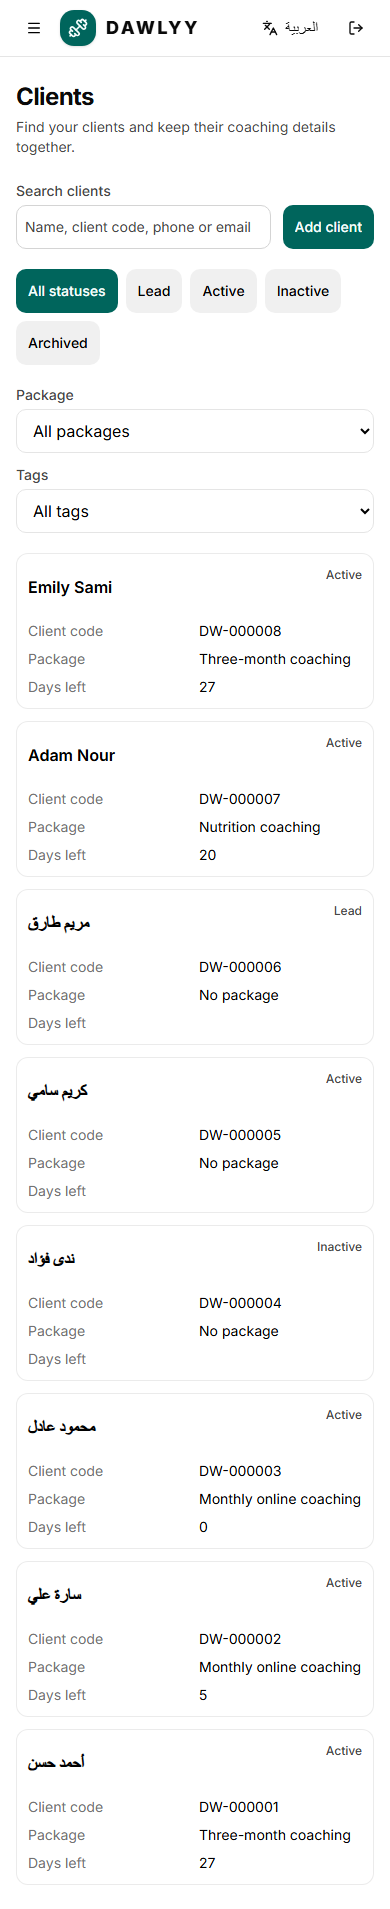 DAWLYY
العربية
Clients
Find your clients and keep their coaching details
together.
Search clients
Name, client code, phone or email
Add client
All statuses
Lead
Active
Inactive
Archived
Package
All packages
Tags
All tags
Active
Emily Sami
Client code DW-000008
Package Three-month coaching
Days left 27
Active
Adam Nour
Client code DW-000007
Package Nutrition coaching
Days left 20
Lead
مريم طارق
Client code DW-000006
Package No package
Days left
Active
كريم سامي
Client code DW-000005
Package No package
Days left
Inactive
ندى فؤاد
Client code DW-000004
Package No package
Days left
Active
محمود عادل
Client code DW-000003
Package Monthly online coaching
Days left 0
Active
سارة علي
Client code DW-000002
Package Monthly online coaching
Days left 5
Active
أحمد حسن
Client code DW-000001
Package Three-month coaching
Days left 27